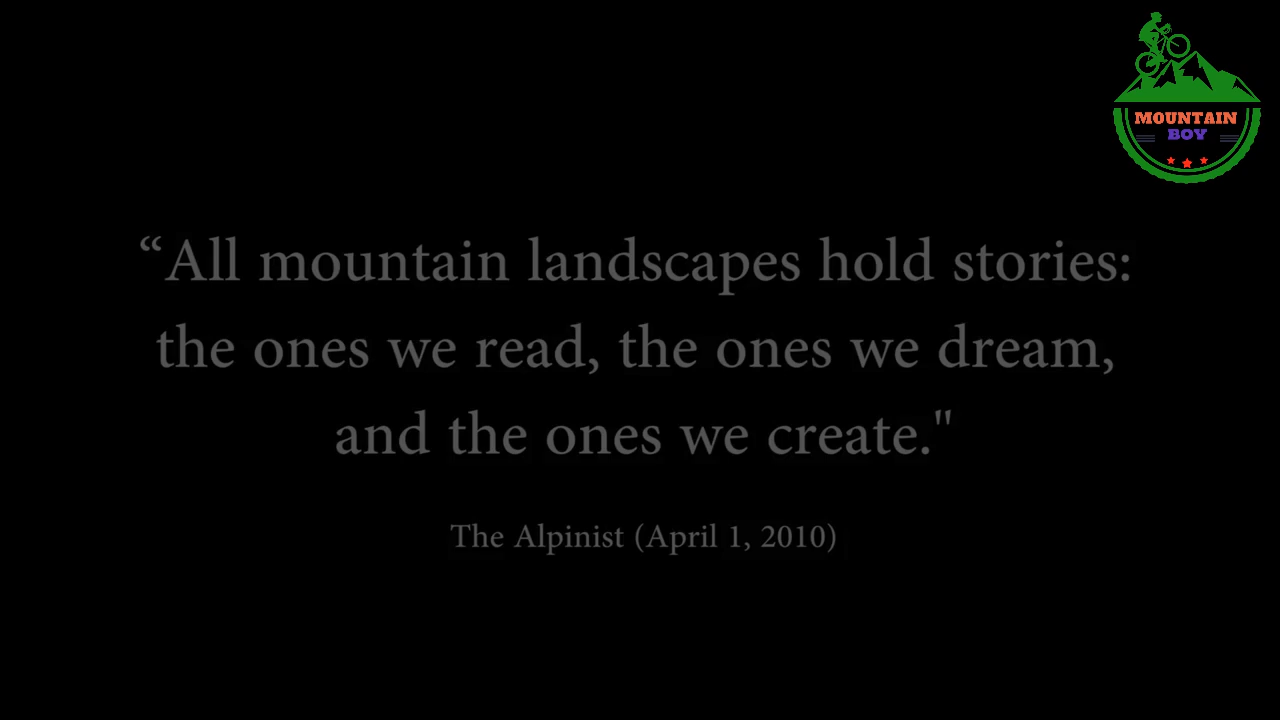 MOUNTAIN
BOY
“All mountain landscapes hold stories:
the ones we read, the ones we dream,
and the ones we create."
The Alpinist (April 1, 2010)